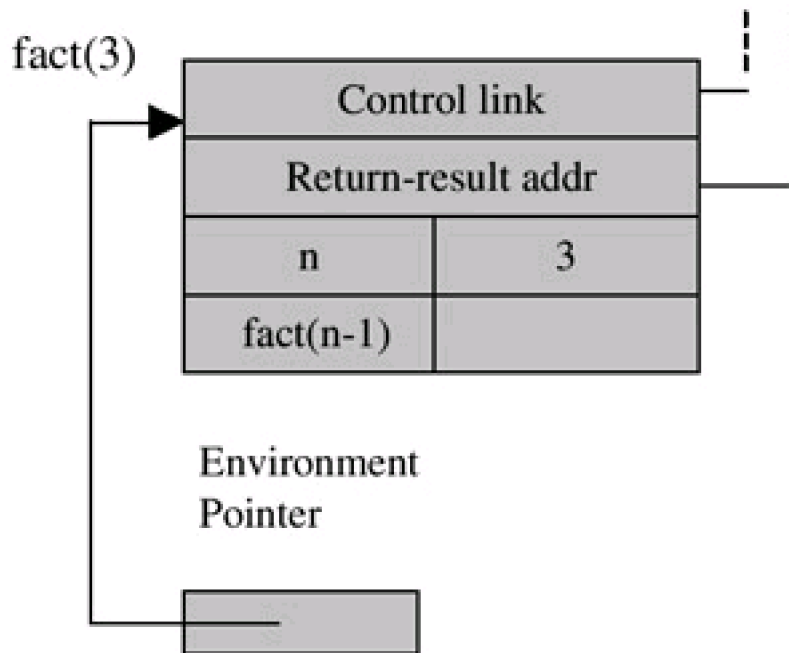 fact(3)
Control link
Return-result addr
n 3
fact(n-1)
Environment
Pointer